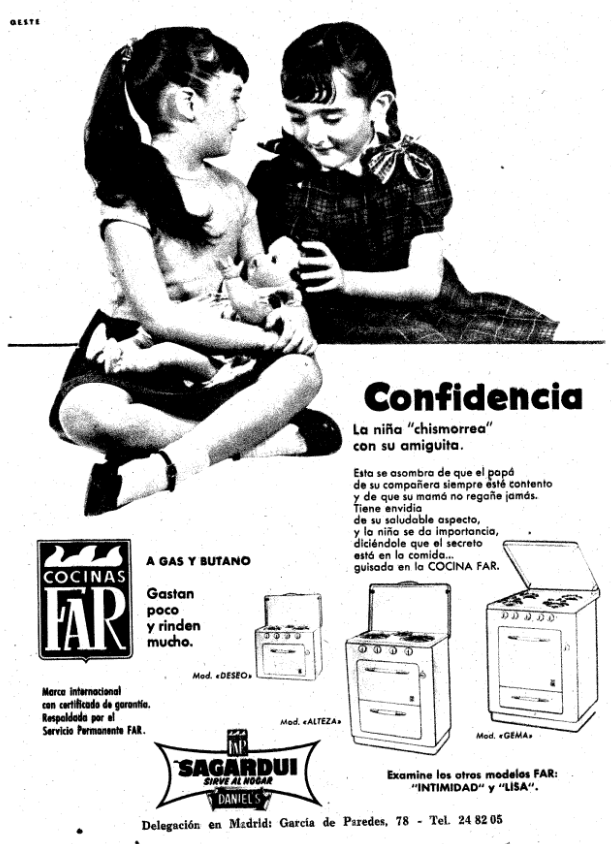 GESTE
Confidencia
La niña "chismorrea"
con su amiguita.
Esta se asombra de que el papá
de su compañera siempre esté contento
y de que su mamá no regañe jamás.
Tiene envidia
de su saludable aspecto,
y la niña se da importancia,
diciéndole que el secreto
está en la comida...
guisada en la COCINA FAR.
COCINAS
FAR
A GAS Y BUTANO
Gastan
poco
y rinden
mucho.
Marca internacional
con certificado de garantía.
Respaldada por el
Servicio Permanente FAR.
Mod. «DESEO»
Mod. «ALTEZA»
Mod. «GEMA»
FAR
SAGARDUI
SIRVE AL HOGAR
DANIEL'S
Examine los otros modelos FAR:
"INTIMIDAD" y "LISA".
Delegación en Madrid: García de Paredes, 78 - Tel. 24 82 05